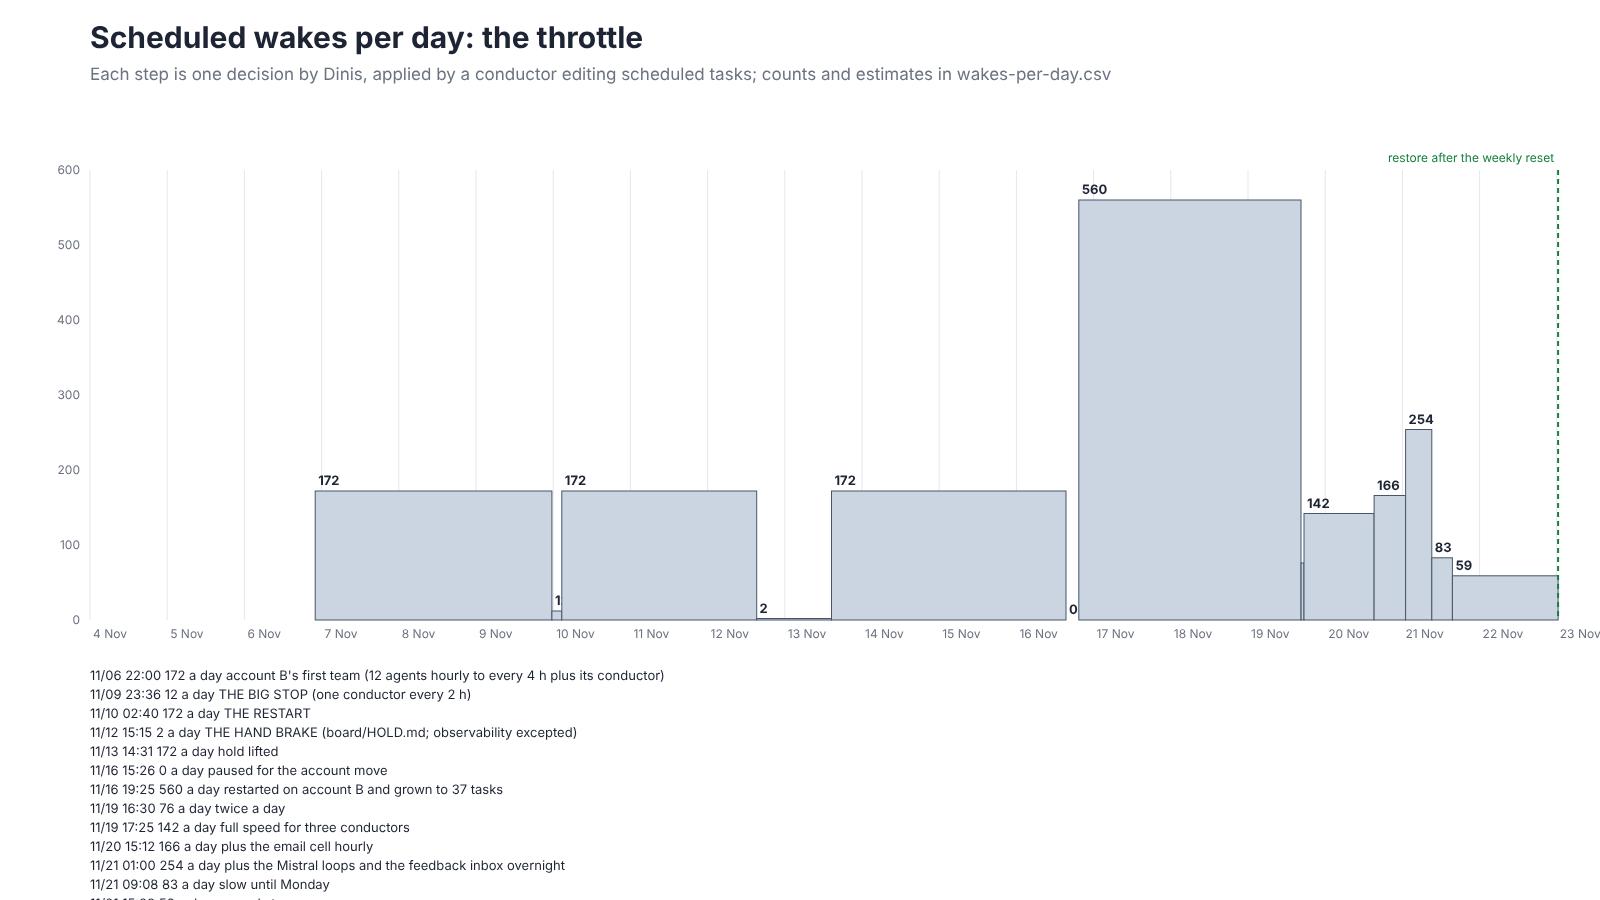 Scheduled wakes per day: the throttle
Each step is one decision by Dinis, applied by a conductor editing scheduled tasks; counts and estimates in wakes-per-day.csv
restore after the weekly reset
600
500
400
300
200
100
0
172
172
2
172
0
560
142
166
254
83
59
4 Nov 5 Nov 6 Nov 7 Nov 8 Nov 9 Nov 10 Nov 11 Nov 12 Nov 13 Nov 14 Nov 15 Nov 16 Nov 17 Nov 18 Nov 19 Nov 20 Nov 21 Nov 22 Nov 23 Nov
11/06 22:00 172 a day account B's first team (12 agents hourly to every 4 h plus its conductor)
11/09 23:36 12 a day THE BIG STOP (one conductor every 2 h)
11/10 02:40 172 a day THE RESTART
11/12 15:15 2 a day THE HAND BRAKE (board/HOLD.md; observability excepted)
11/13 14:31 172 a day hold lifted
11/16 15:26 0 a day paused for the account move
11/16 19:25 560 a day restarted on account B and grown to 37 tasks
11/19 16:30 76 a day twice a day
11/19 17:25 142 a day full speed for three conductors
11/20 15:12 166 a day plus the email cell hourly
11/21 01:00 254 a day plus the Mistral loops and the feedback inbox overnight
11/21 09:08 83 a day slow until Monday